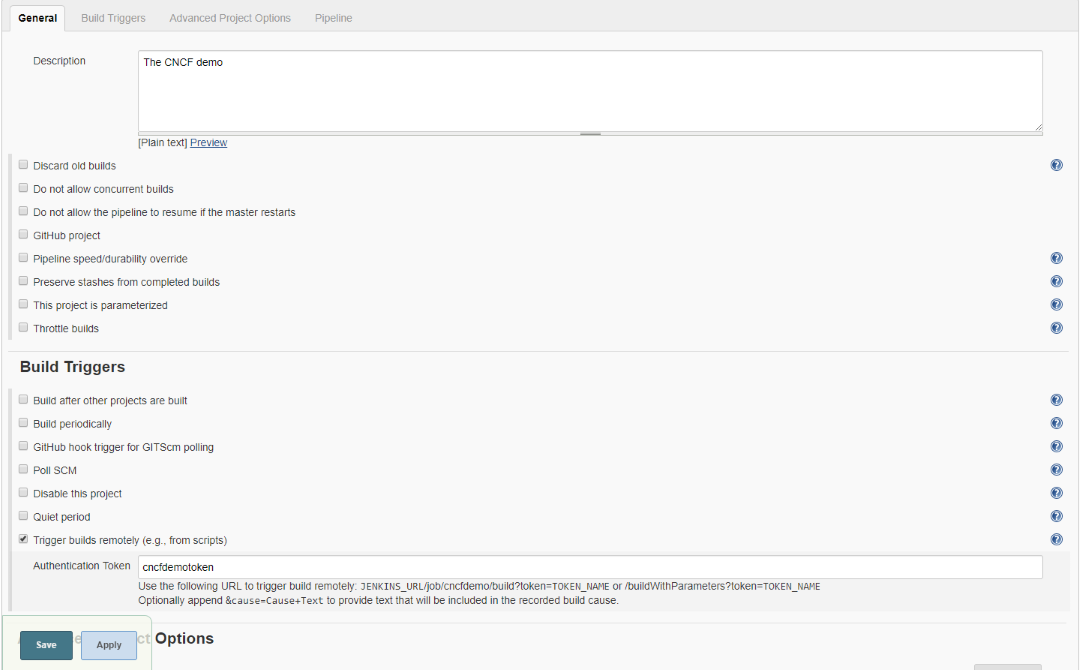 General Build Triggers Advanced Project Options Pipeline
Description
The CNCF demo
[Plain text] Preview
Discard old builds
Do not allow concurrent builds
Do not allow the pipeline to resume if the master restarts
GitHub project
Pipeline speed/durability override
Preserve stashes from completed builds
This project is parameterized
Throttle builds
Build Triggers
Build after other projects are built
Build periodically
GitHub hook trigger for GITScm polling
Poll SCM
Disable this project
Quiet period
Trigger builds remotely (e.g., from scripts)
Authentication Token cncfdemotoken
Use the following URL to trigger build remotely: JENKINS_URL/job/cncfdemo/build?token=TOKEN_NAME or /buildWithParameters?token=TOKEN_NAME
Optionally append &cause=Cause+Text to provide text that will be included in the recorded build cause.
Options
Save Apply